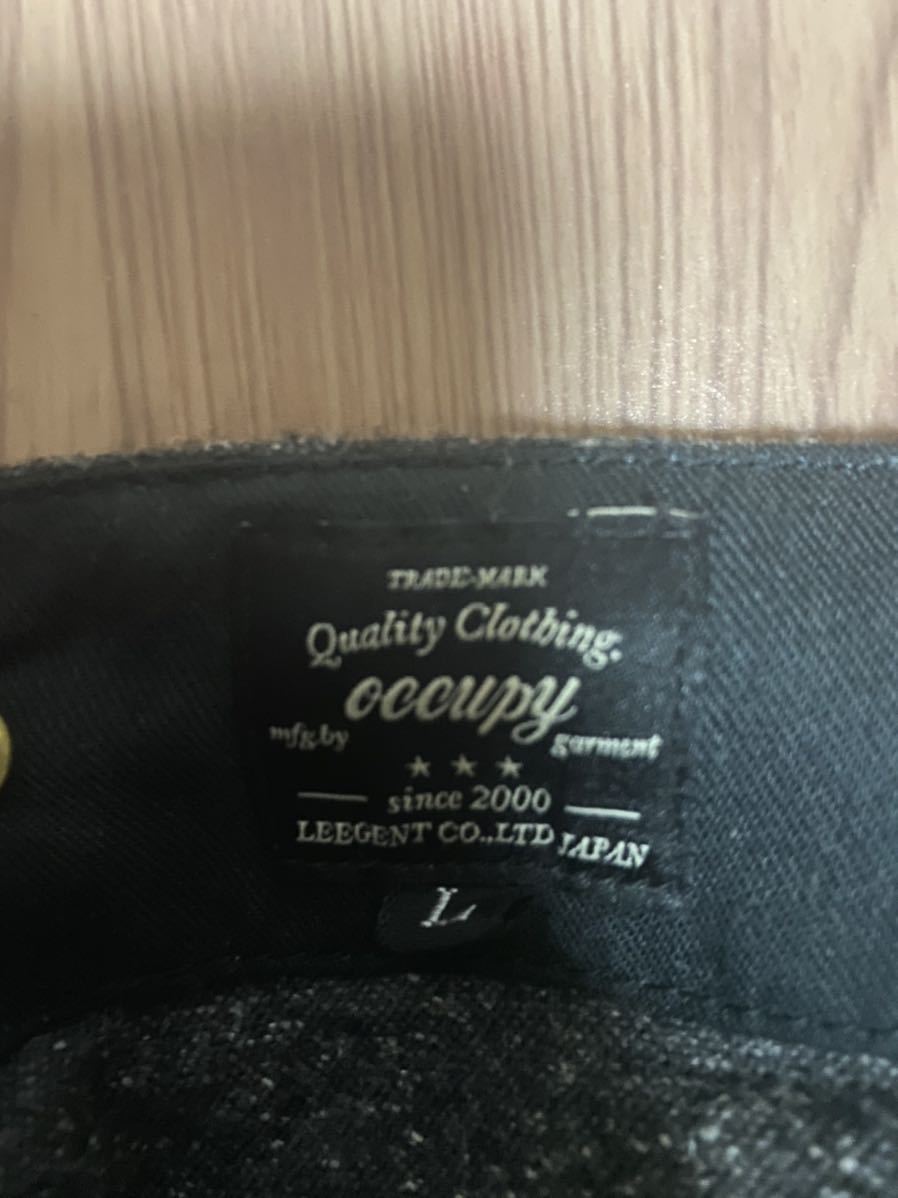 TRADE-MARK
Quality Clothing.
occupy
mfg.by garment
since 2000
LEEGENT CO.,LTD JAPAN
L